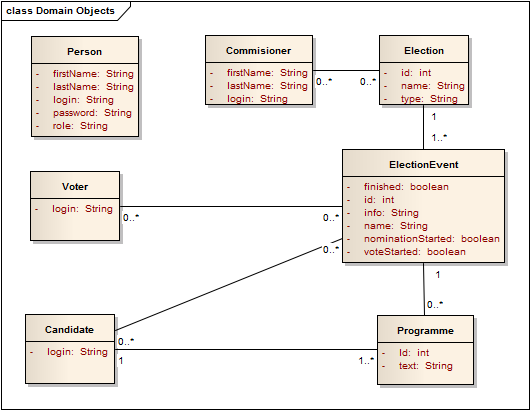 class Domain Objects
Person
- firstName: String
- lastName: String
- login: String
- password: String
- role: String
Commisioner
- firstName: String
- lastName: String
- login: String
0..*
0..*
Election
- id: int
- name: String
- type: String
1
1..*
Voter
- login: String
0..*
0..*
ElectionEvent
- finished: boolean
- id: int
- info: String
- name: String
- nominationStarted: boolean
- voteStarted: boolean
0..*
1
0..*
Candidate
- login: String
0..*
1
1..*
Programme
- Id: int
- text: String